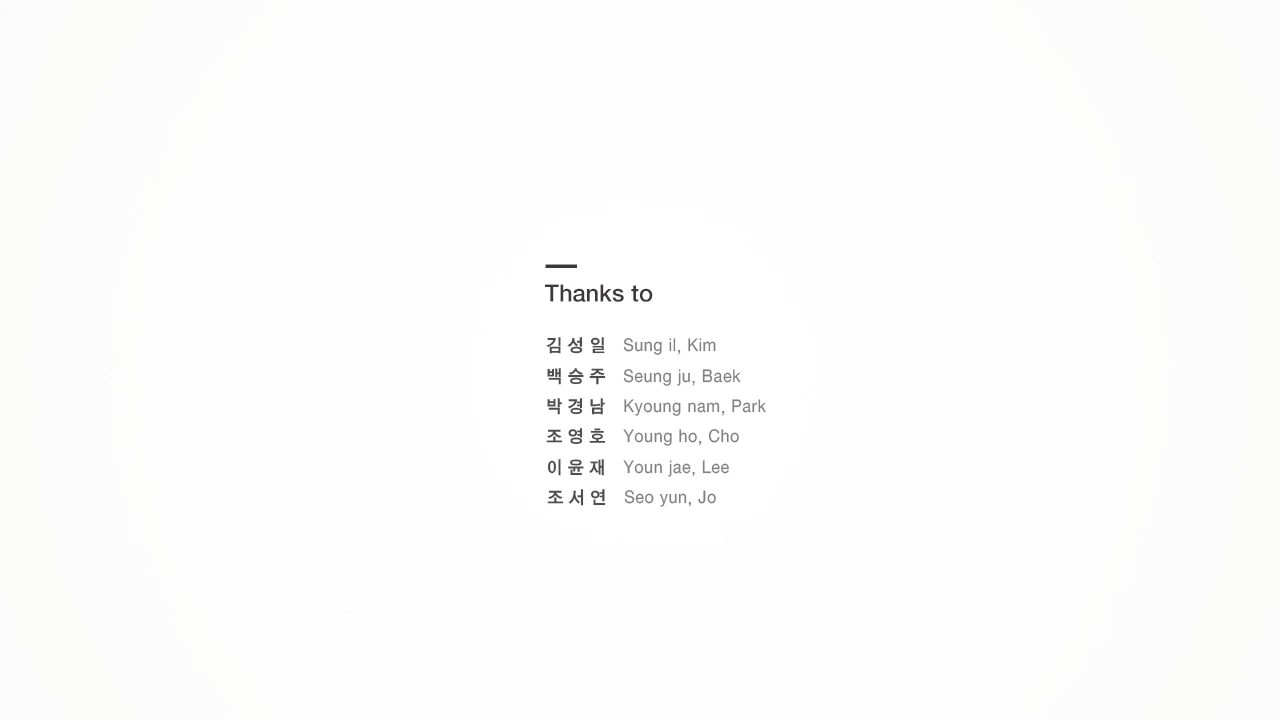 Thanks to
김 성 일 Sung il, Kim
백 승 주 Seung ju, Baek
박 경 남 Kyoung nam, Park
조 영 호 Young ho, Cho
이 윤 재 Youn jae, Lee
조 서 연 Seo yun, Jo